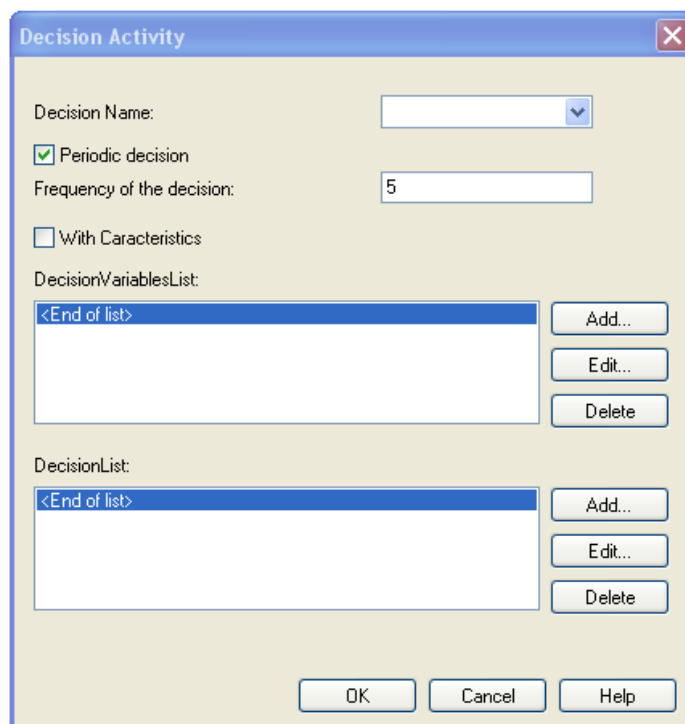 Decision Activity
Decision Name:
Periodic decision
Frequency of the decision:
5
With Caracteristics
DecisionVariablesList:
<End of list>
Add...
Edit...
Delete
DecisionList:
<End of list>
Add...
Edit...
Delete
OK
Cancel
Help